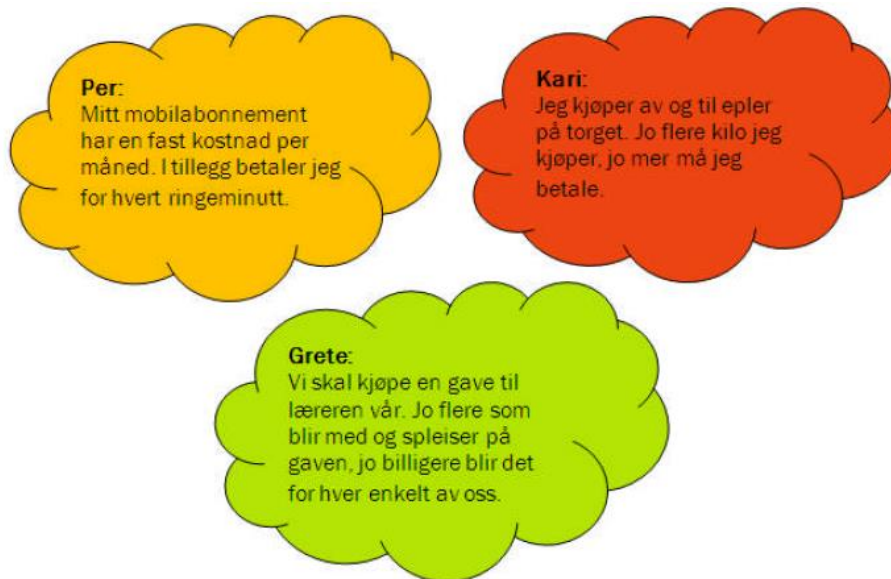 Per:
Mitt mobilabonnement
har en fast kostnad per
måned. I tillegg betaler jeg
for hvert ringeminutt.
Kari:
Jeg kjøper av og til epler
på torget. Jo flere kilo jeg
kjøper, jo mer må jeg
betale.
Grete:
Vi skal kjøpe en gave til
læreren vår. Jo flere som
blir med og spleiser på
gaven, jo billigere blir det
for hver enkelt av oss.